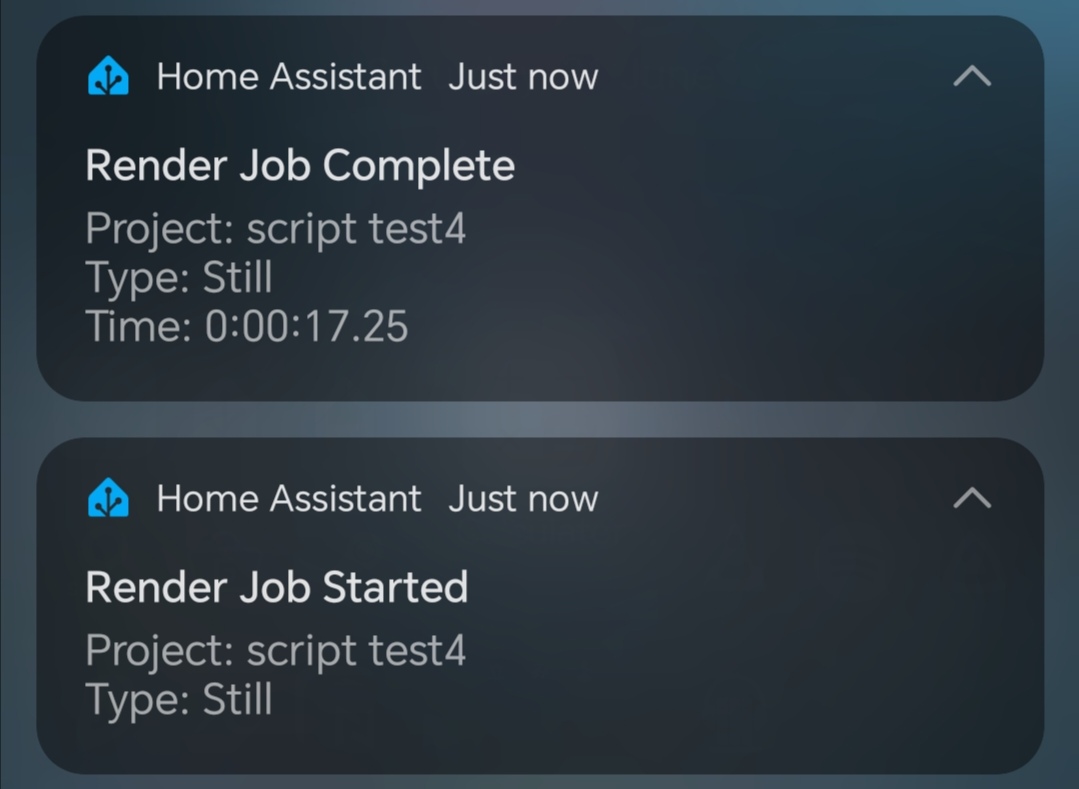 Home Assistant Just now
Render Job Complete
Project: script test4
Type: Still
Time: 0:00:17.25
Home Assistant Just now
Render Job Started
Project: script test4
Type: Still